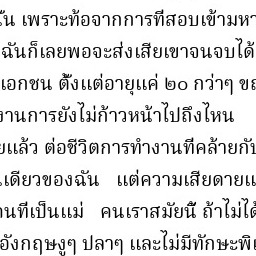 นั้น เพราะท้อจากการที่สอบเข้ามหา
ฉันก็เลยพอจะส่งเสียเขาจนจบได้
เอกชน ตั้งแต่อายุแค่ ๒๐ กว่าๆ ขณ
งานการยังไม่ก้าวหน้าไปถึงไหน
ยแล้ว ต่อชีวิตการทำงานที่คล้ายกับ
นเดียวของฉัน แต่ความเสียดายแ
านที่เป็นแม่ คนเราสมัยนี้ ถ้าไม่ได้
อังกฤษงูๆ ปลาๆ และไม่มีทักษะพิเ